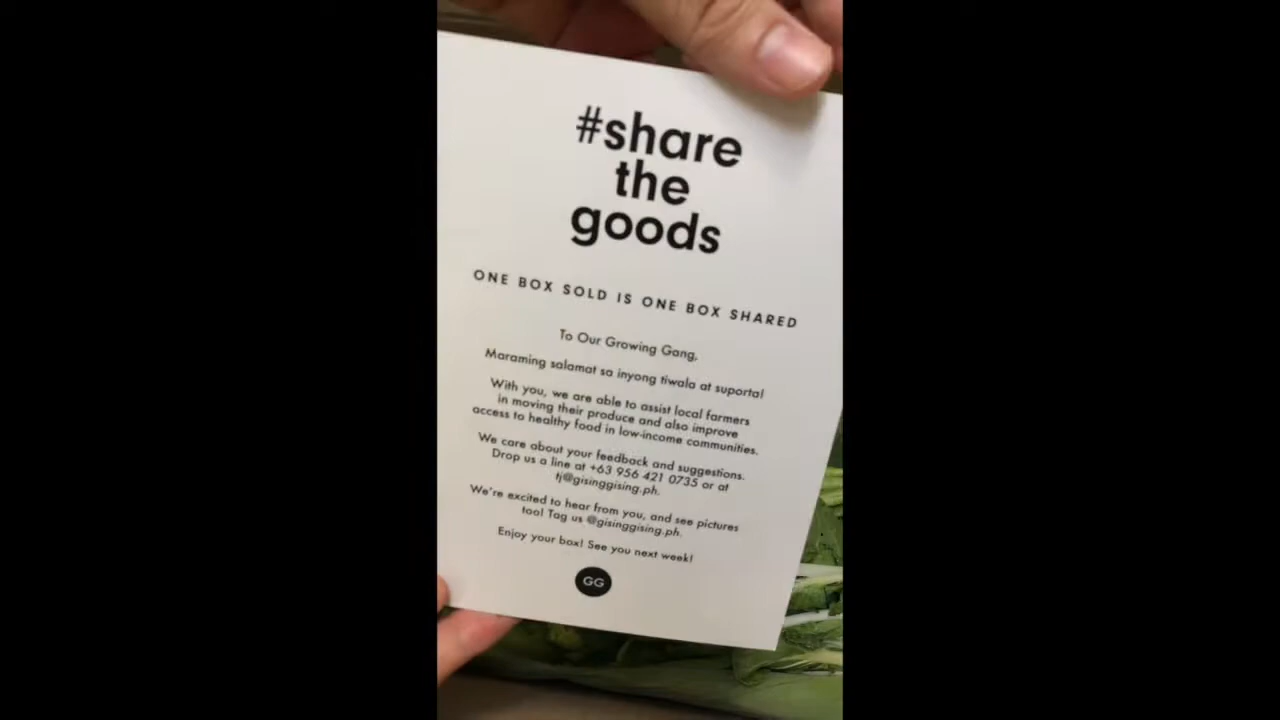 #share
the
goods
ONE BOX SOLD IS ONE BOX SHARED
To Our Growing Gang,
Maraming salamat sa inyong tiwala at suporta!
With you, we are able to assist local farmers
in moving their produce and also improve
access to healthy food in low-income communities.
We care about your feedback and suggestions.
Drop us a line at +63 956 421 0735 or at
tj@gisinggising.ph.
We're excited to hear from you, and see pictures
too! Tag us @gisinggising.ph.
Enjoy your box! See you next week!
GG